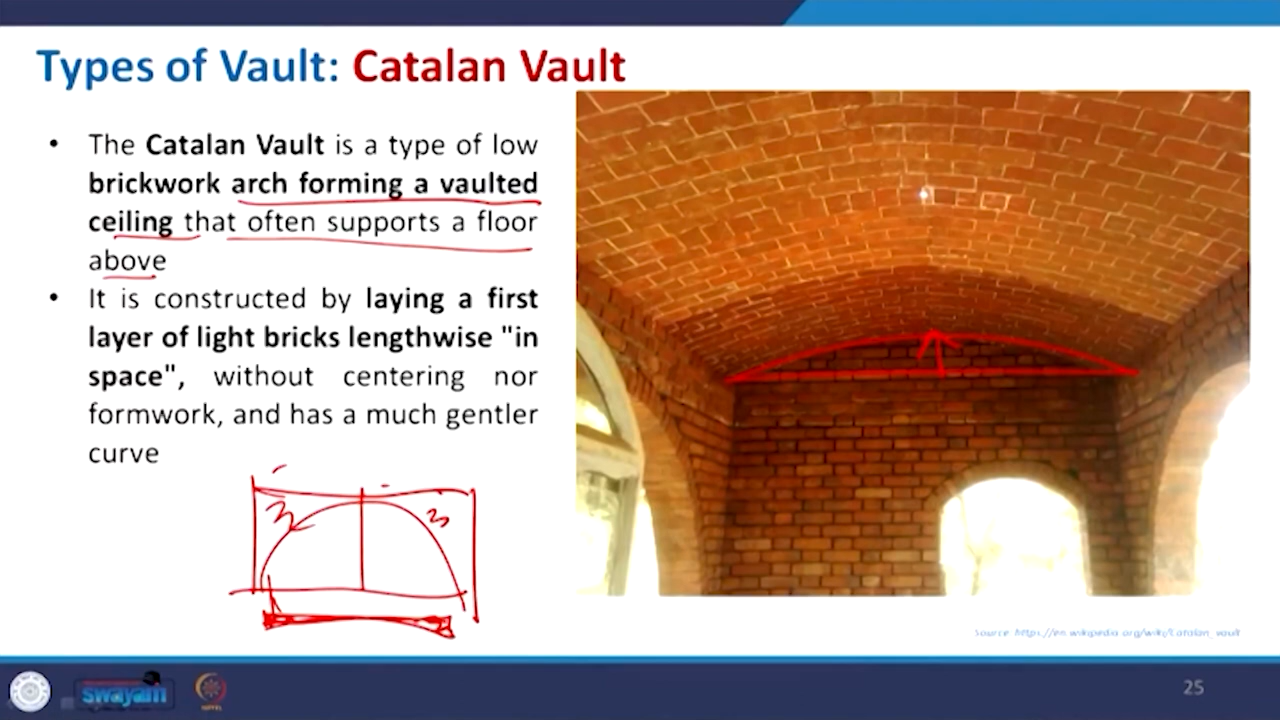 Types of Vault: Catalan Vault
• The Catalan Vault is a type of low
brickwork arch forming a vaulted
ceiling that often supports a floor
above
• It is constructed by laying a first
layer of light bricks lengthwise "in
space", without centering nor
formwork, and has a much gentler
curve
3 3
Source: https://en.wikipedia.org/wiki/Catalan_vault
swayam
25